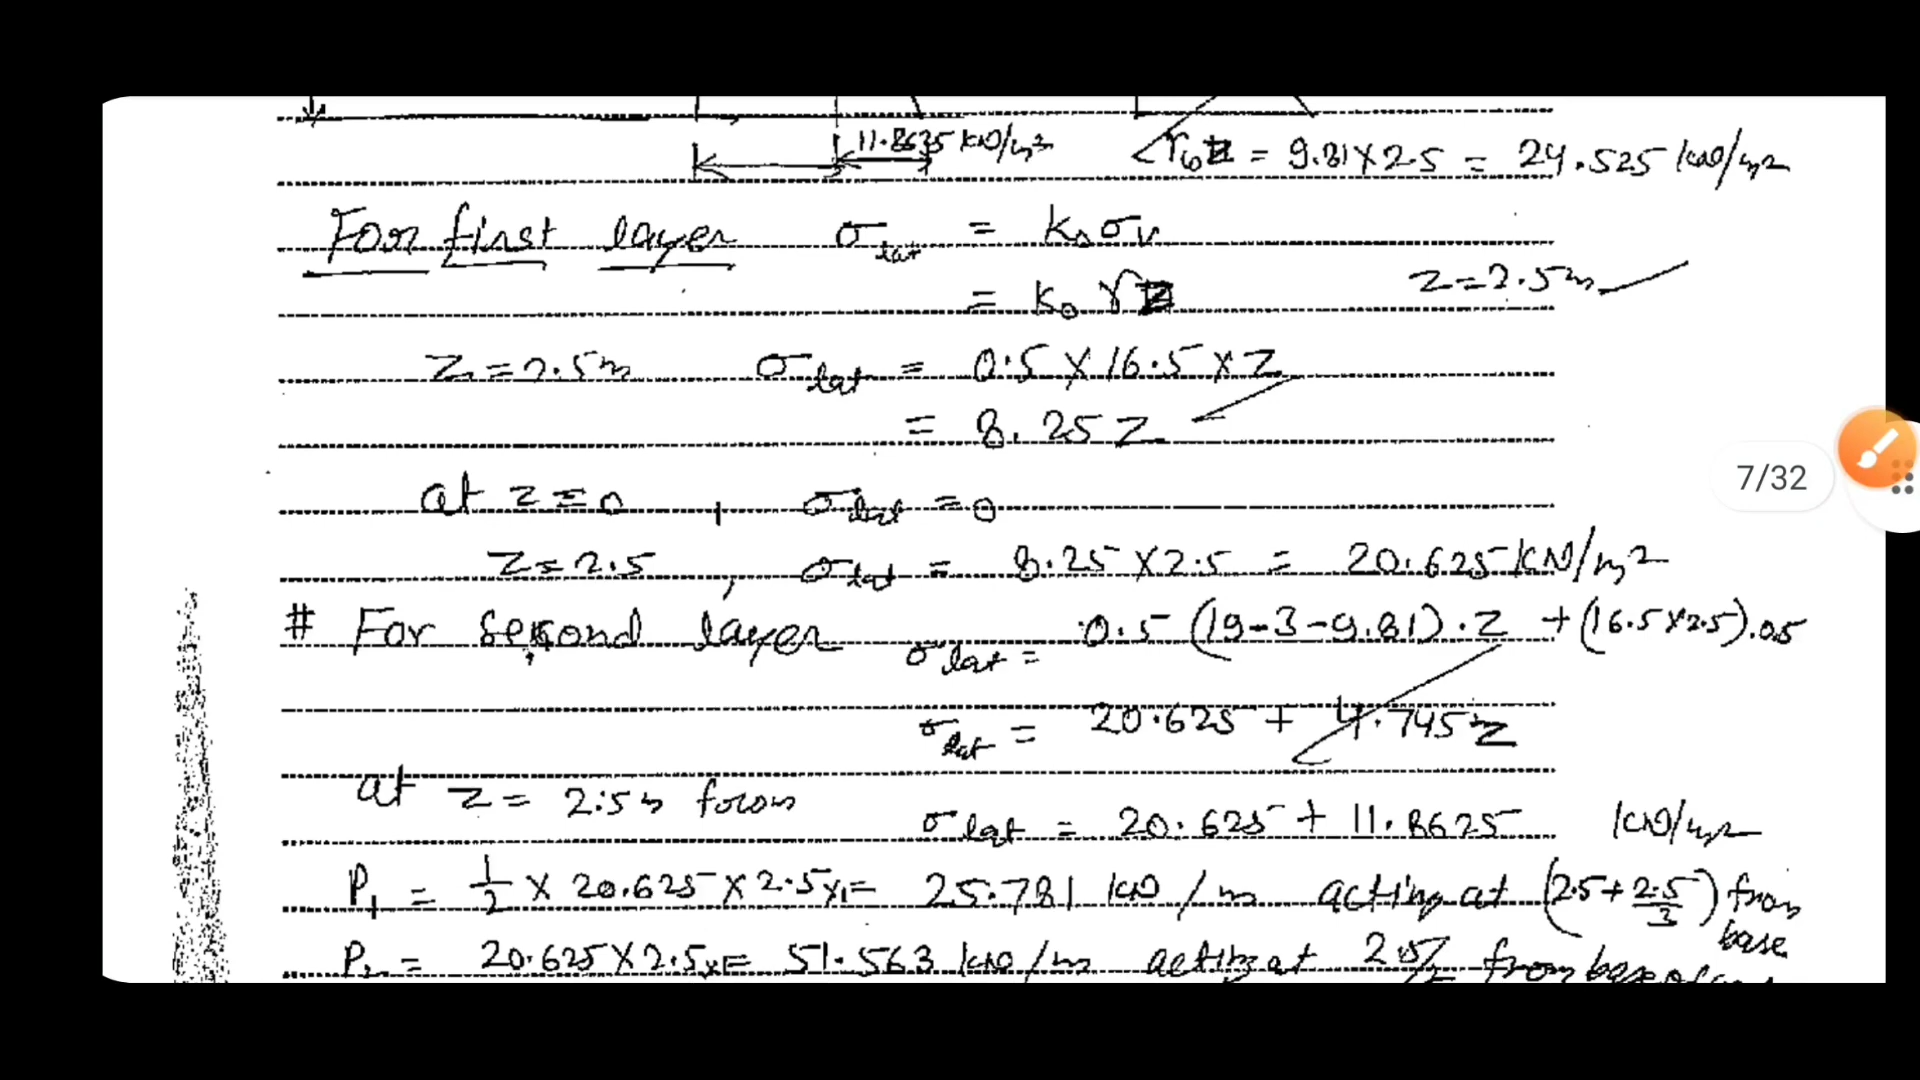 11.8635 kN/m²
γω z = 9.81 × 2.5 = 24.525 kN/m²
For first layer σlat = k₀σv
= k₀ γ z
z = 2.5m
z = 2.5m σlat = 0.5 × 16.5 × z
= 8.25 z
at z = 0, σlat = 0
7/32
z = 2.5, σlat = 8.25 × 2.5 = 20.625 kN/m²
# For second layer σlat = 0.5 (19-3-9.81).z + (16.5×2.5).0.5
σlat = 20.625 + 4.745z
at z = 2.5m from
σlat = 20.625 + 11.8625 kN/m²
P₁ = 1/2 × 20.625 × 2.5×1 = 25.781 kN/m acting at (2.5 + 2.5/3) from base
P₂ = 20.625 × 2.5×1 = 51.563 kN/m acting at 2.5/2 from base of